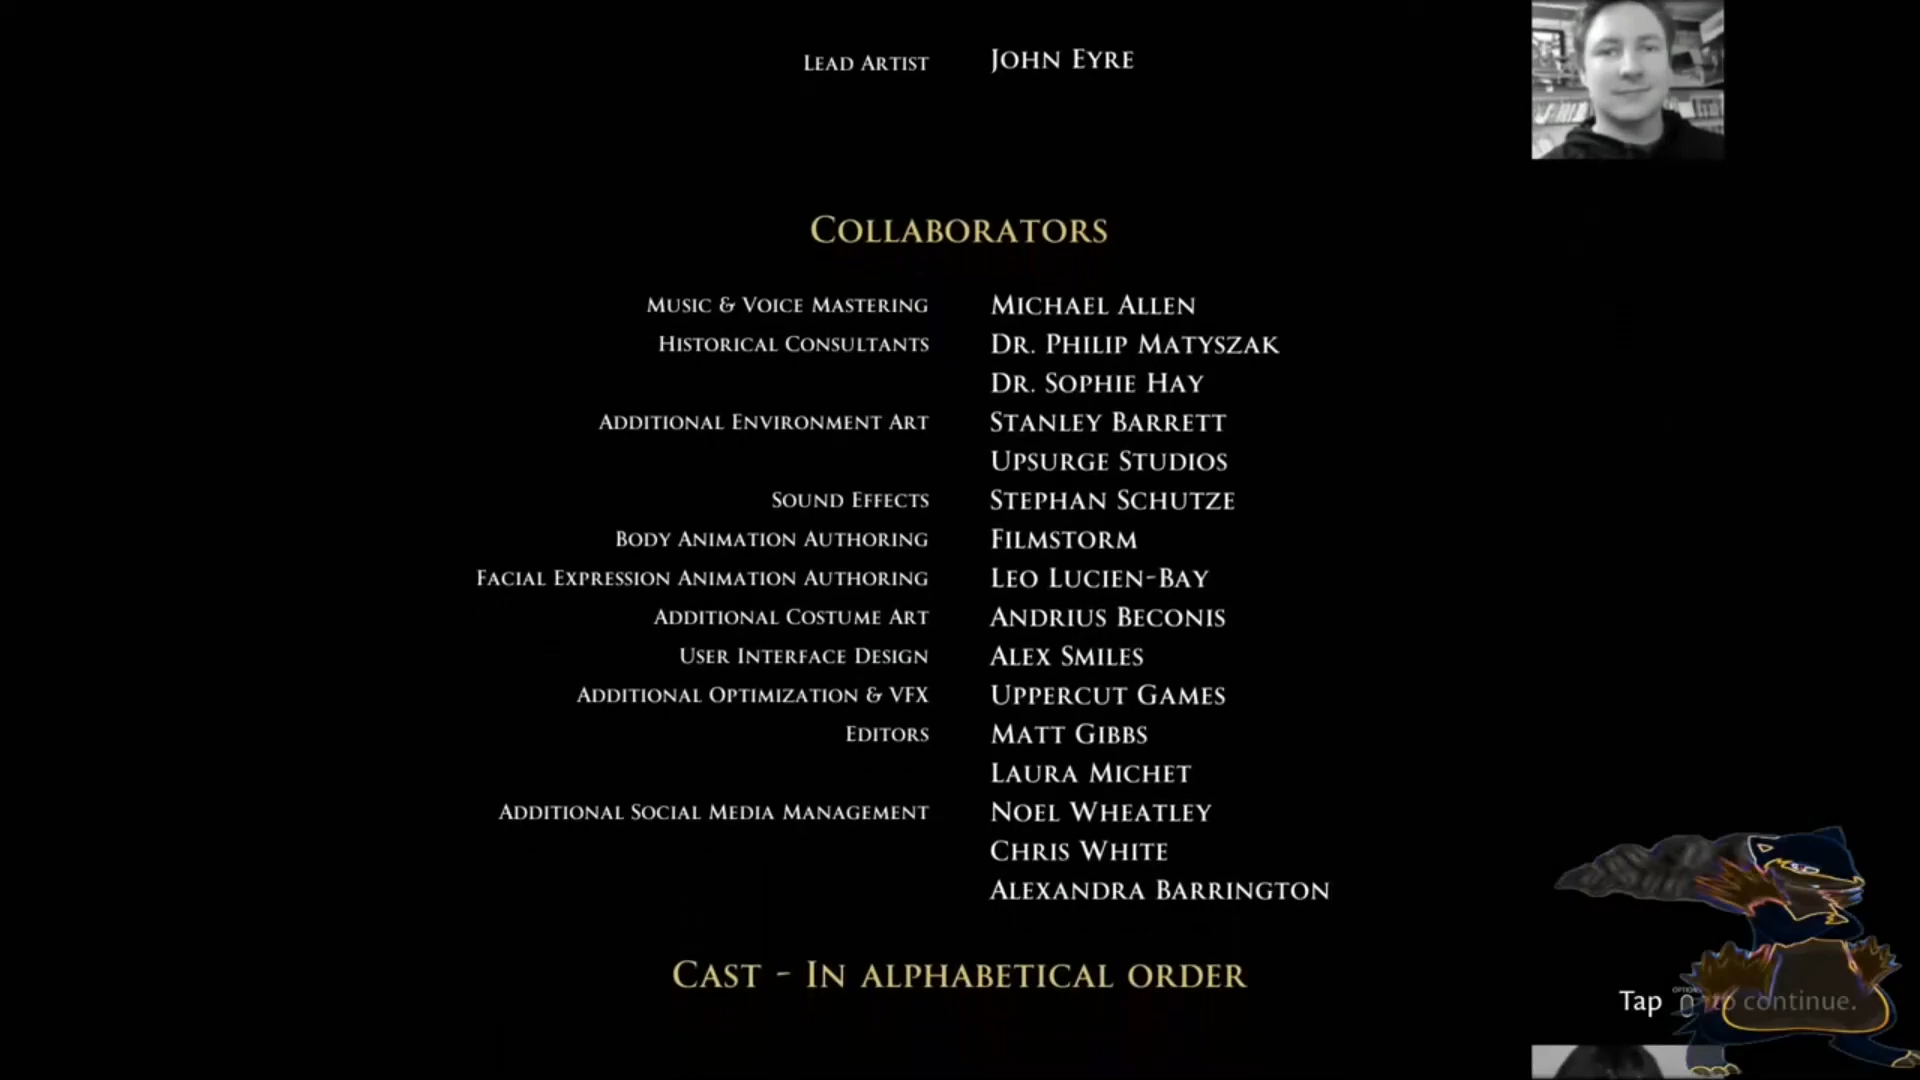 Lead Artist John Eyre
Collaborators
Music & Voice Mastering Michael Allen
Historical Consultants Dr. Philip Matyszak
Dr. Sophie Hay
Additional Environment Art Stanley Barrett
Upsurge Studios
Sound Effects Stephan Schutze
Body Animation Authoring Filmstorm
Facial Expression Animation Authoring Leo Lucien-Bay
Additional Costume Art Andrius Beconis
User Interface Design Alex Smiles
Additional Optimization & VFX Uppercut Games
Editors Matt Gibbs
Laura Michet
Additional Social Media Management Noel Wheatley
Chris White
Alexandra Barrington
Cast - In alphabetical order
Tap to continue.